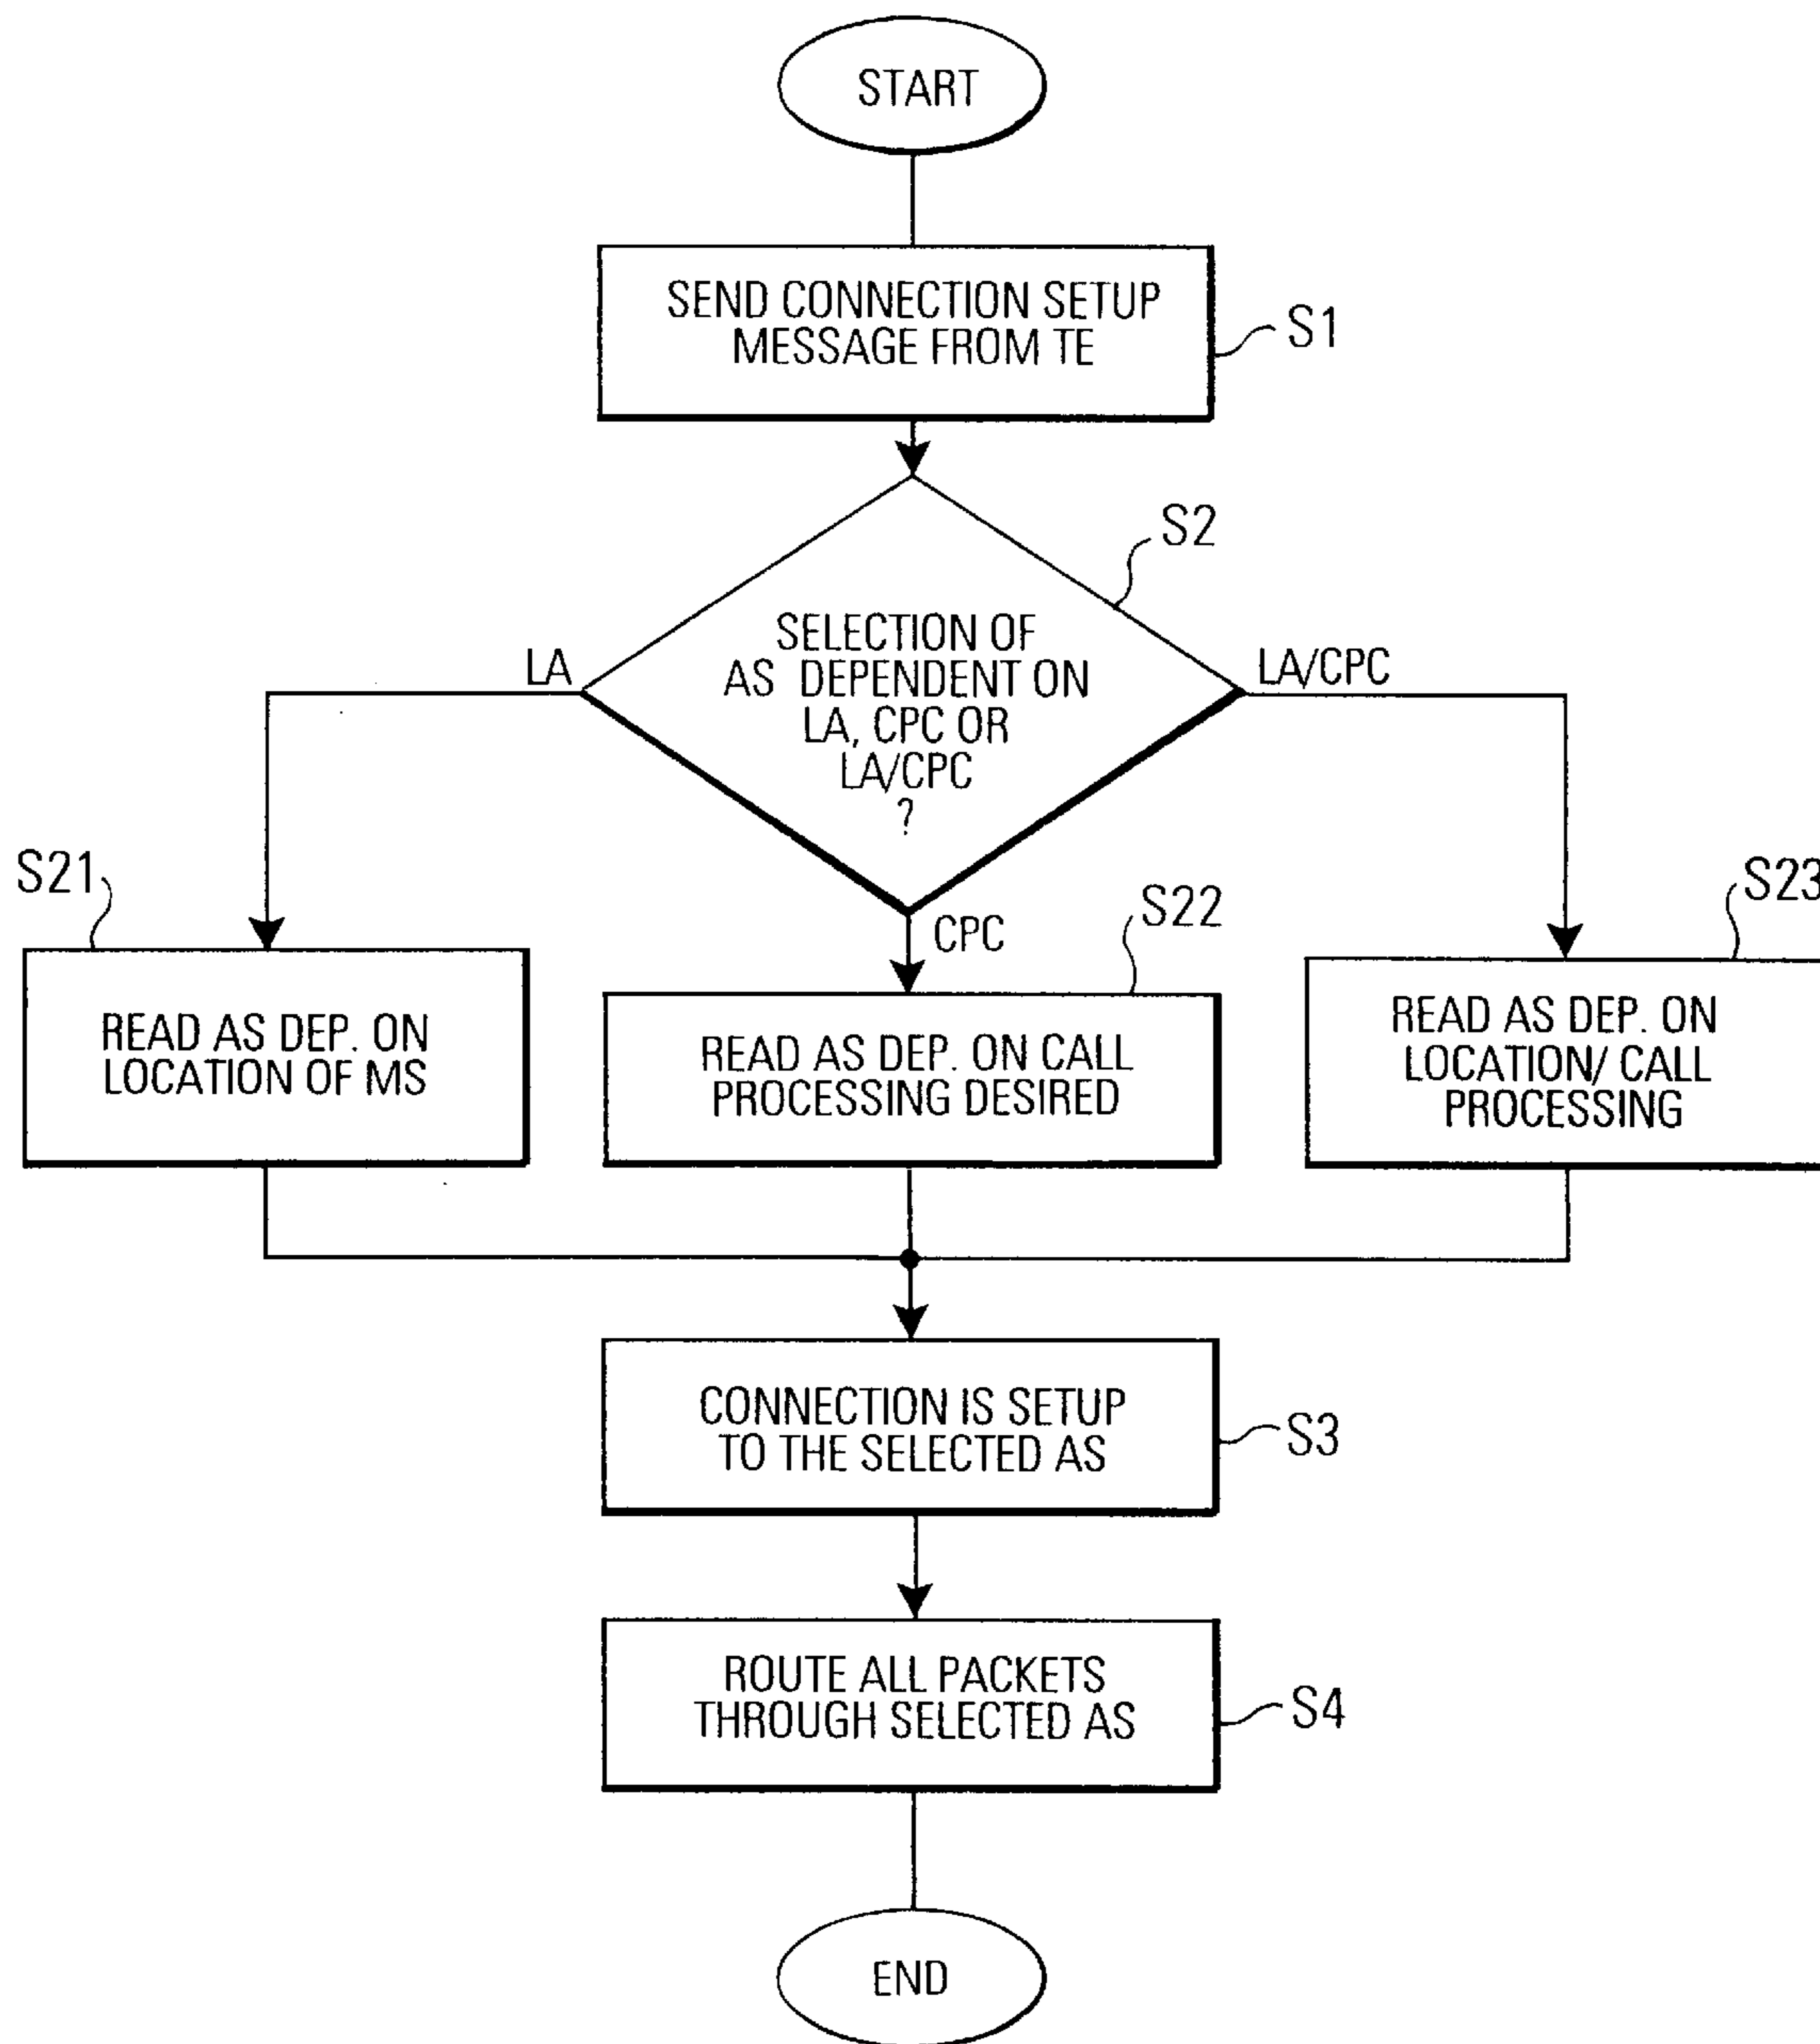 START
SEND CONNECTION SETUP
MESSAGE FROM TE
S1
S2
SELECTION OF
AS DEPENDENT ON
LA, CPC OR
LA/CPC
?
LA
LA/CPC
CPC
S21
S22
S23
READ AS DEP. ON
LOCATION OF MS
READ AS DEP. ON CALL
PROCESSING DESIRED
READ AS DEP. ON
LOCATION/ CALL
PROCESSING
CONNECTION IS SETUP
TO THE SELECTED AS
S3
ROUTE ALL PACKETS
THROUGH SELECTED AS
S4
END